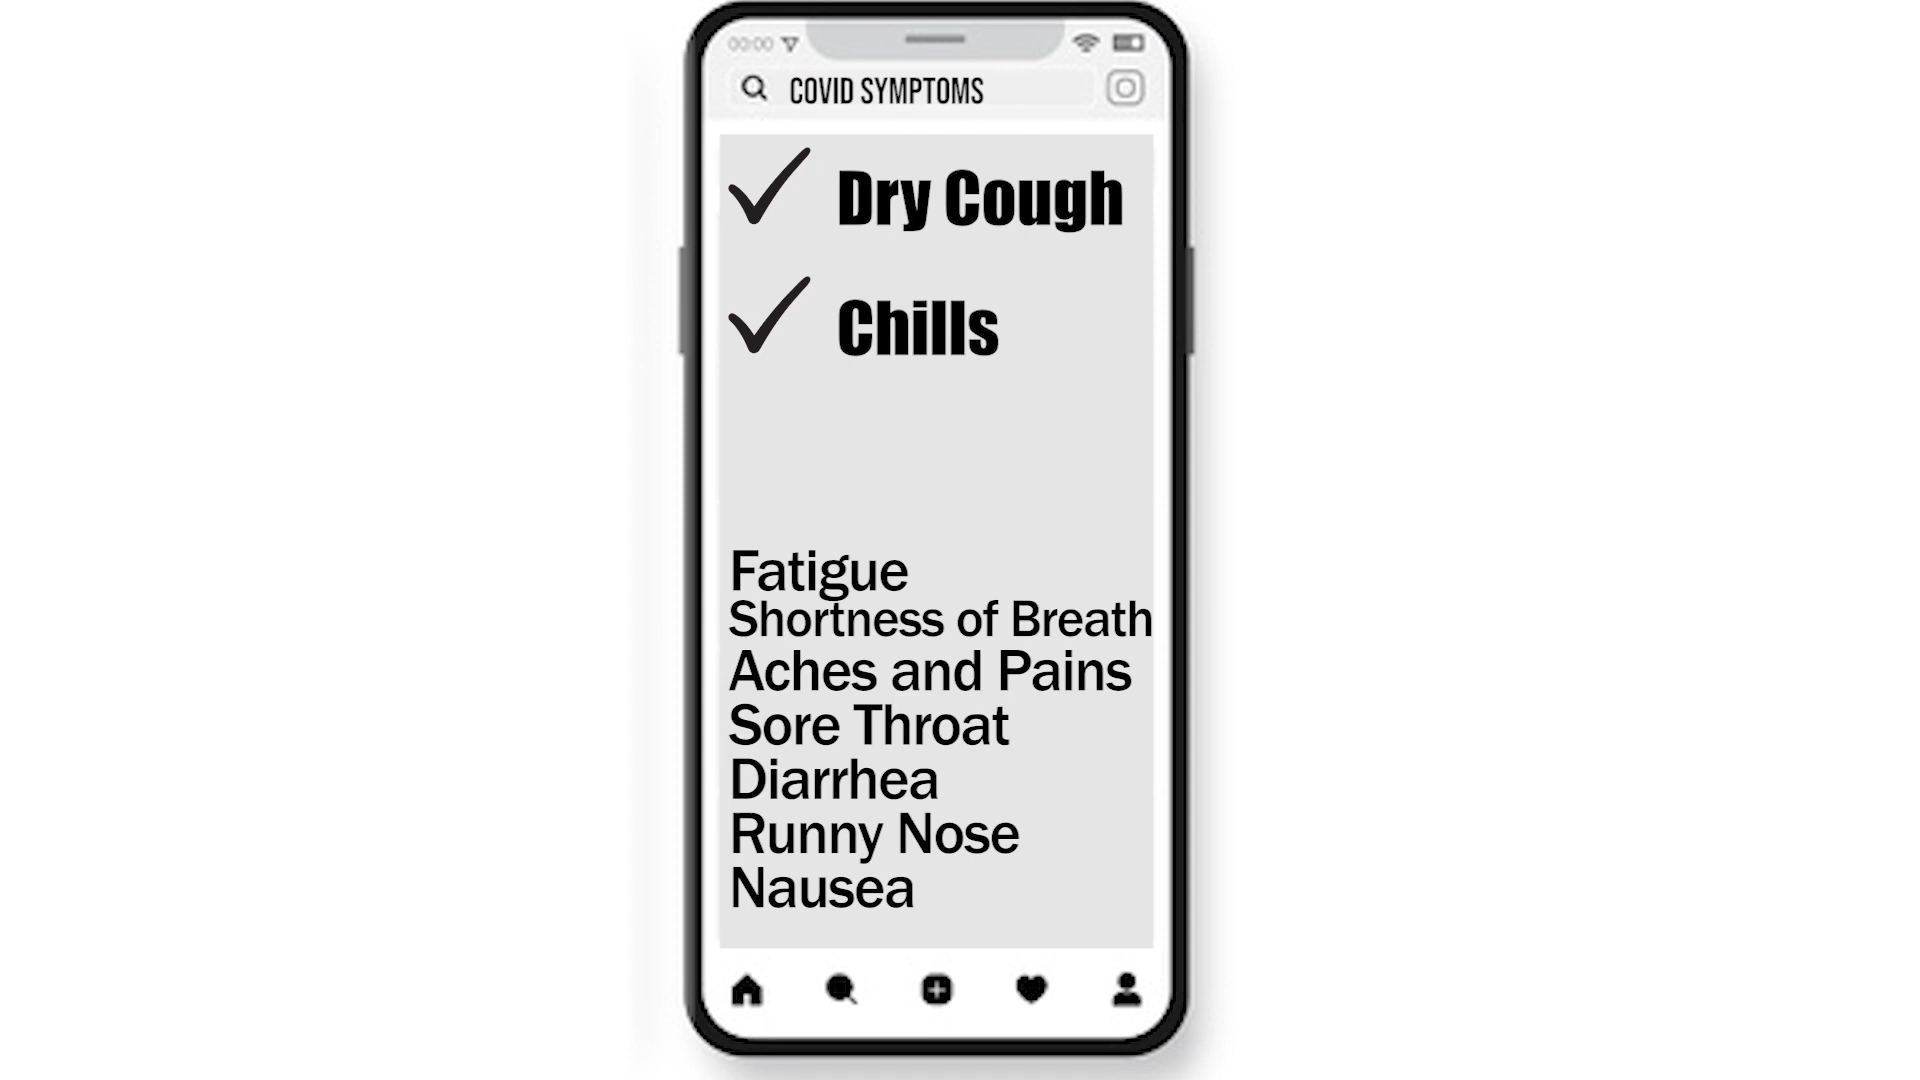 00:00
COVID SYMPTOMS
Dry Cough
Chills
Fatigue
Shortness of Breath
Aches and Pains
Sore Throat
Diarrhea
Runny Nose
Nausea